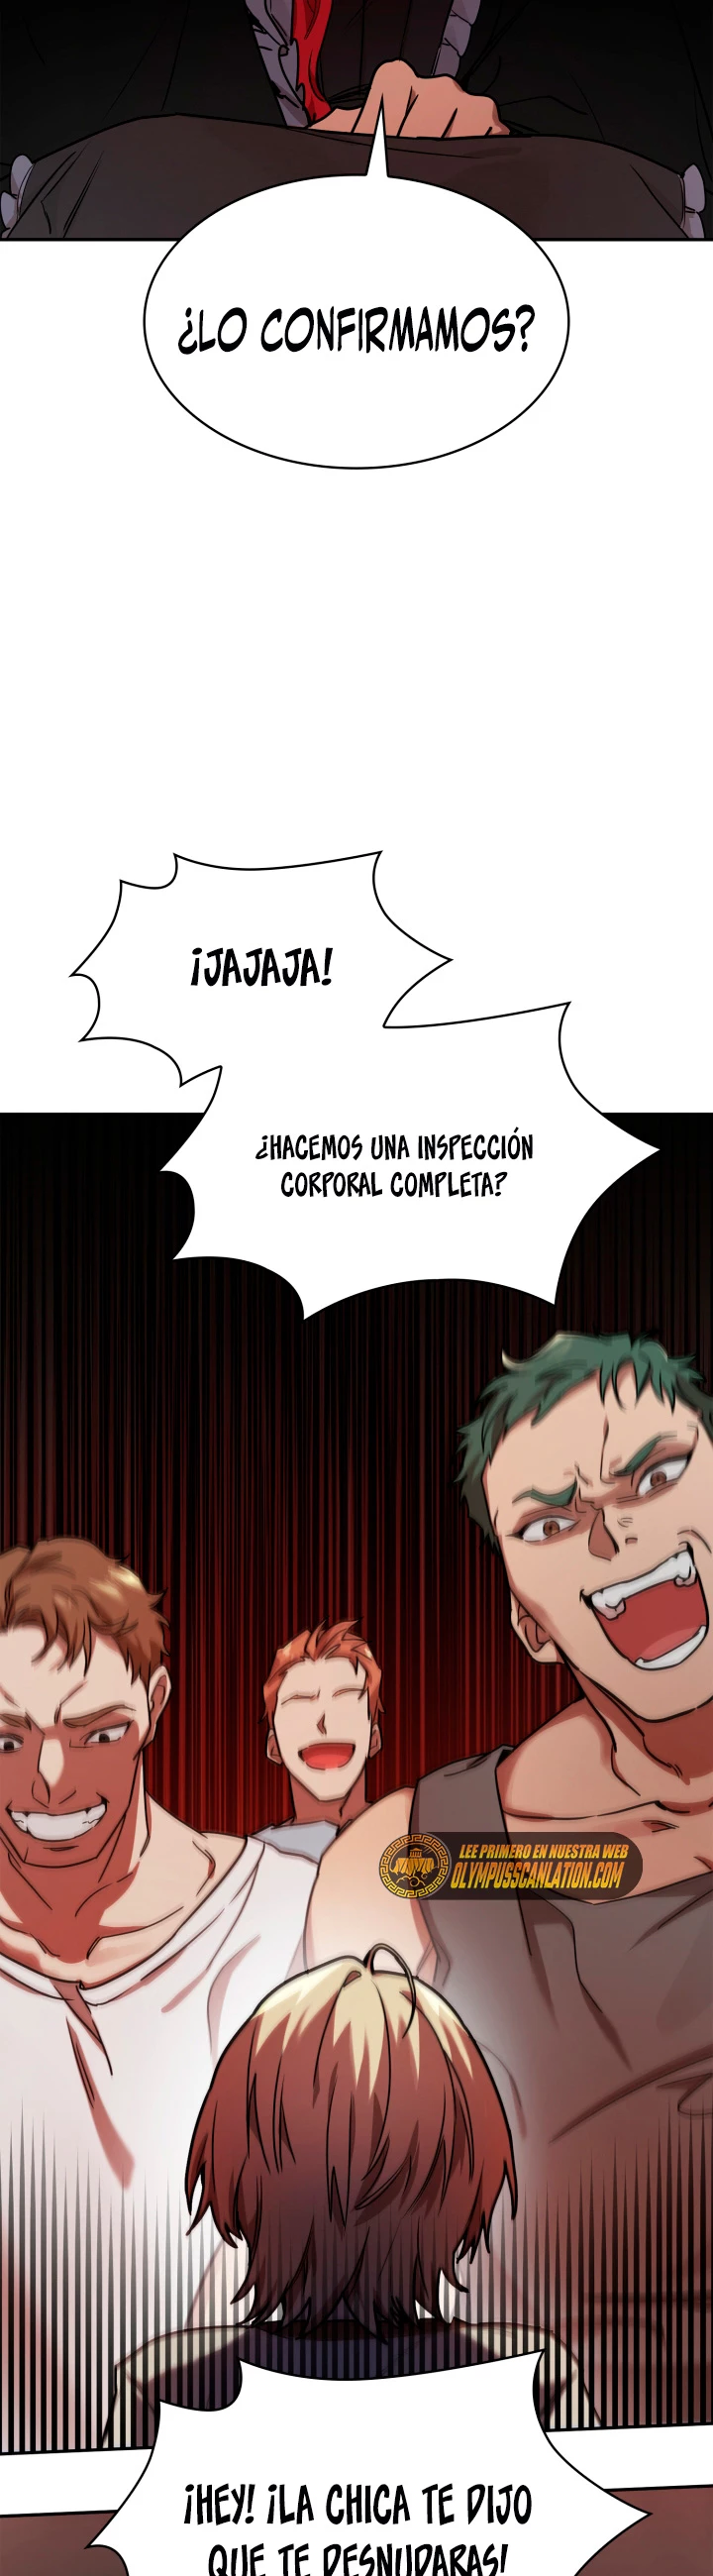 ¿LO CONFIRMAMOS?
¡JAJAJA!
¿HACEMOS UNA INSPECCIÓN
CORPORAL COMPLETA?
LEE PRIMERO EN NUESTRA WEB
OLYMPUSSCANLATION.COM
¡HEY! ¡LA CHICA TE DIJO
QUE TE DESNUDARAS!